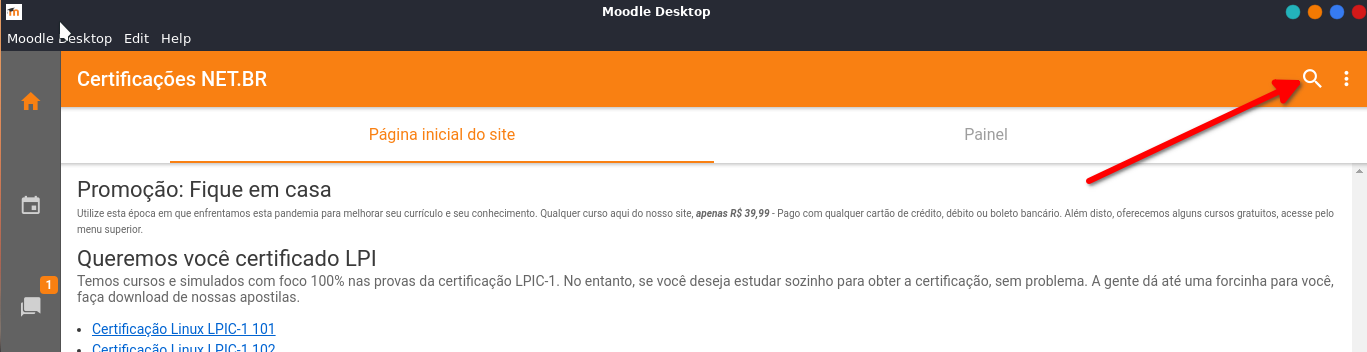 Moodle Desktop
Moodle Desktop Edit Help
Certificações NET.BR
Página inicial do site Painel
Promoção: Fique em casa
Utilize esta época em que enfrentamos esta pandemia para melhorar seu currículo e seu conhecimento. Qualquer curso aqui do nosso site, apenas R$ 39,99 - Pago com qualquer cartão de crédito, débito ou boleto bancário. Além disto, oferecemos alguns cursos gratuitos, acesse pelo
menu superior.
Queremos você certificado LPI
Temos cursos e simulados com foco 100% nas provas da certificação LPIC-1. No entanto, se você deseja estudar sozinho para obter a certificação, sem problema. A gente dá até uma forcinha para você,
faça download de nossas apostilas.
1
• Certificação Linux LPIC-1 101
• Certificação Linux LPIC-1 102